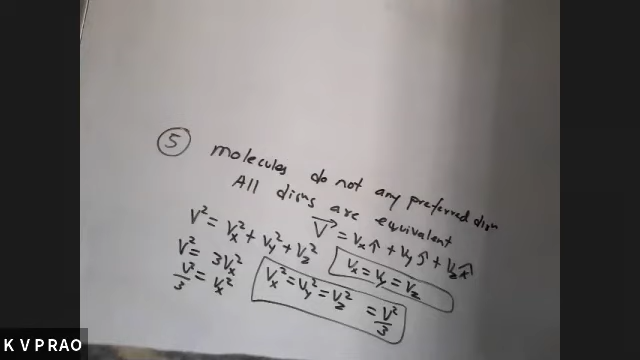 5
molecules do not any preferred dirn
All dirns are equivalent
V² = Vx² + Vy² + Vz²
V⃗ = Vx î + Vy ĵ + Vz k̂
V² = 3Vx²
Vx = Vy = Vz
V²/3 = Vx²
Vx² = Vy² = Vz² = V²/3
K V P RAO